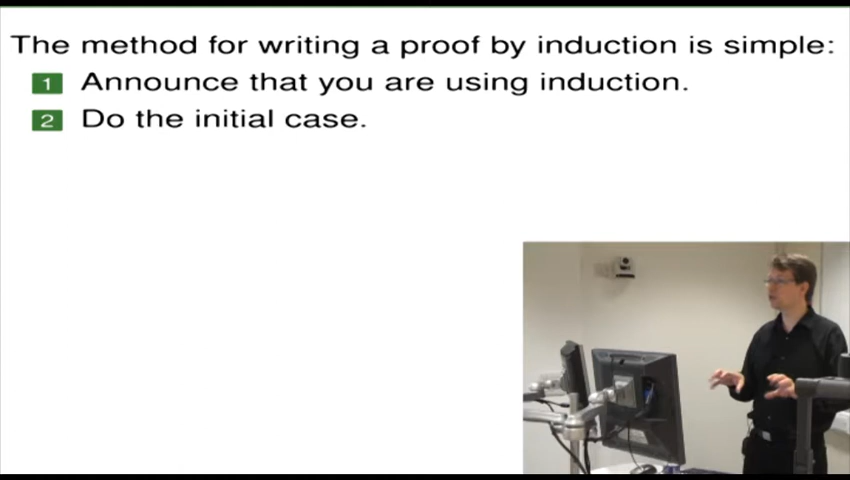 The method for writing a proof by induction is simple:
1 Announce that you are using induction.
2 Do the initial case.